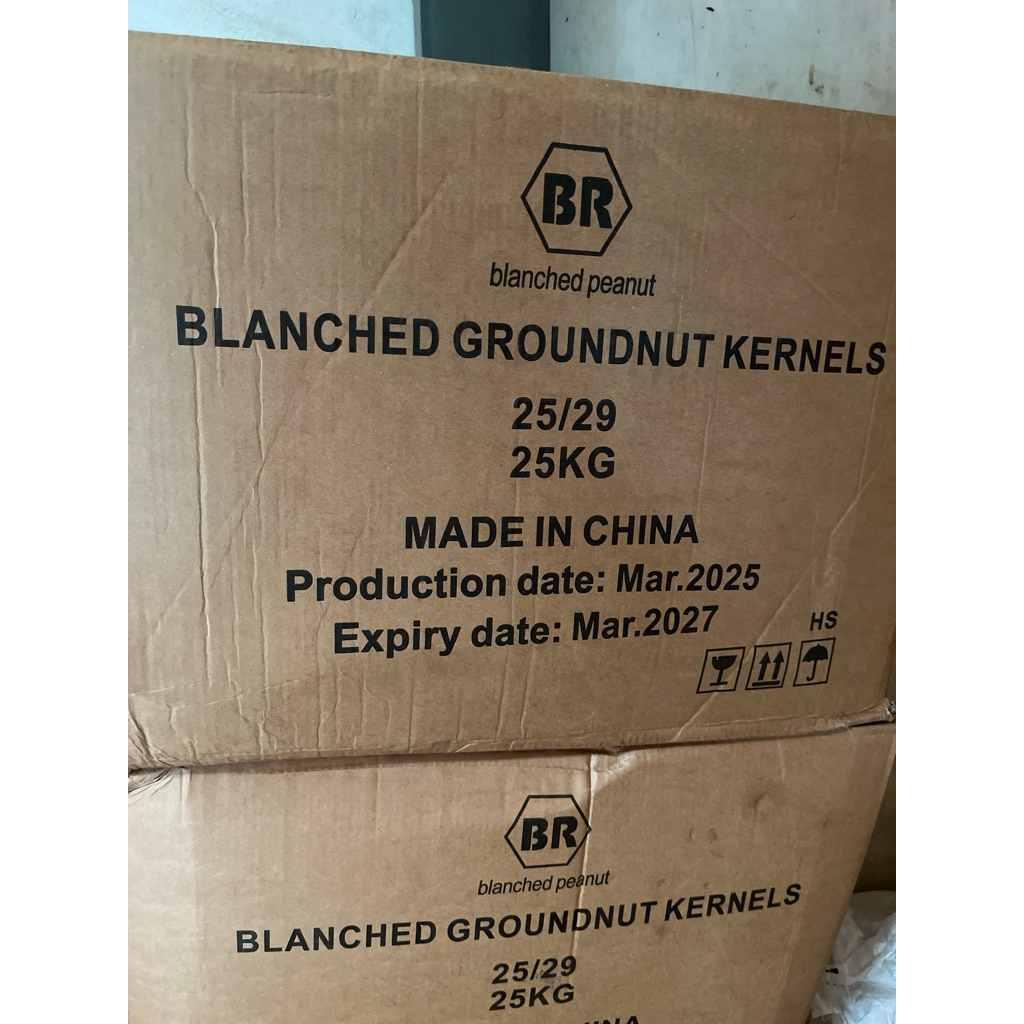 BR
blanched peanut
BLANCHED GROUNDNUT KERNELS
25/29
25KG
MADE IN CHINA
Production date: Mar.2025
Expiry date: Mar.2027
HS
BR
blanched peanut
BLANCHED GROUNDNUT KERNELS
25/29
25KG